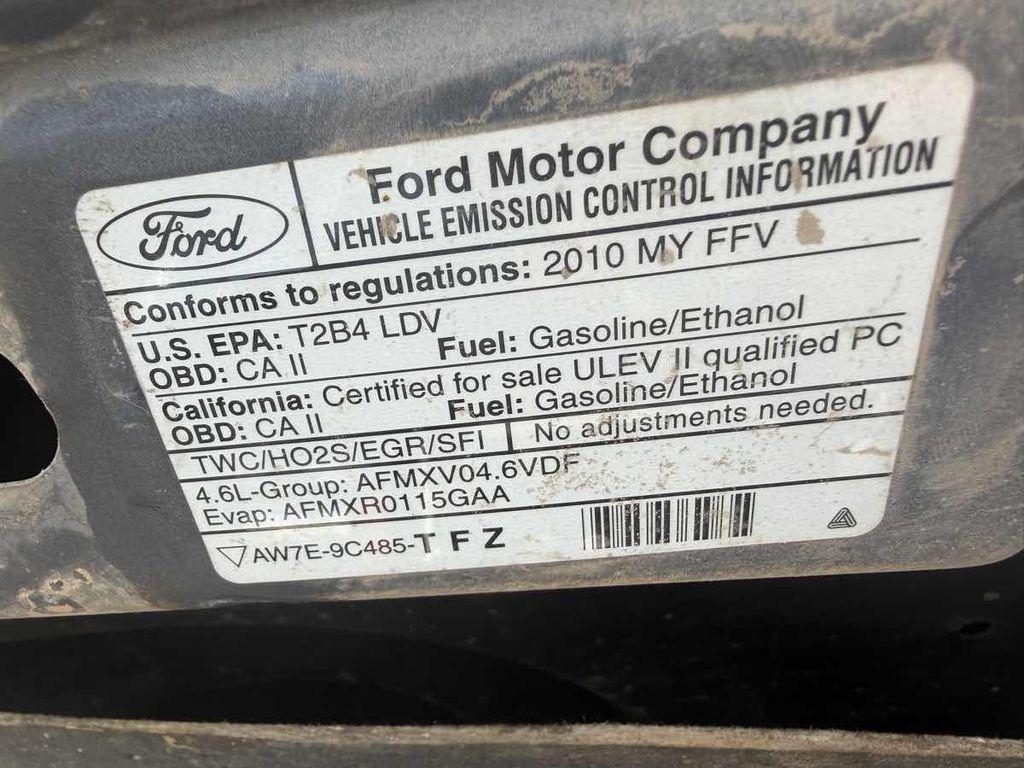 Ford
Ford Motor Company
VEHICLE EMISSION CONTROL INFORMATION
Conforms to regulations: 2010 MY FFV
U.S. EPA: T2B4 LDV
OBD: CA II Fuel: Gasoline/Ethanol
California: Certified for sale ULEV II qualified PC
OBD: CA II Fuel: Gasoline/Ethanol
TWC/HO2S/EGR/SFI No adjustments needed.
4.6L-Group: AFMXV04.6VDF
Evap: AFMXR0115GAA
AW7E-9C485-T F Z